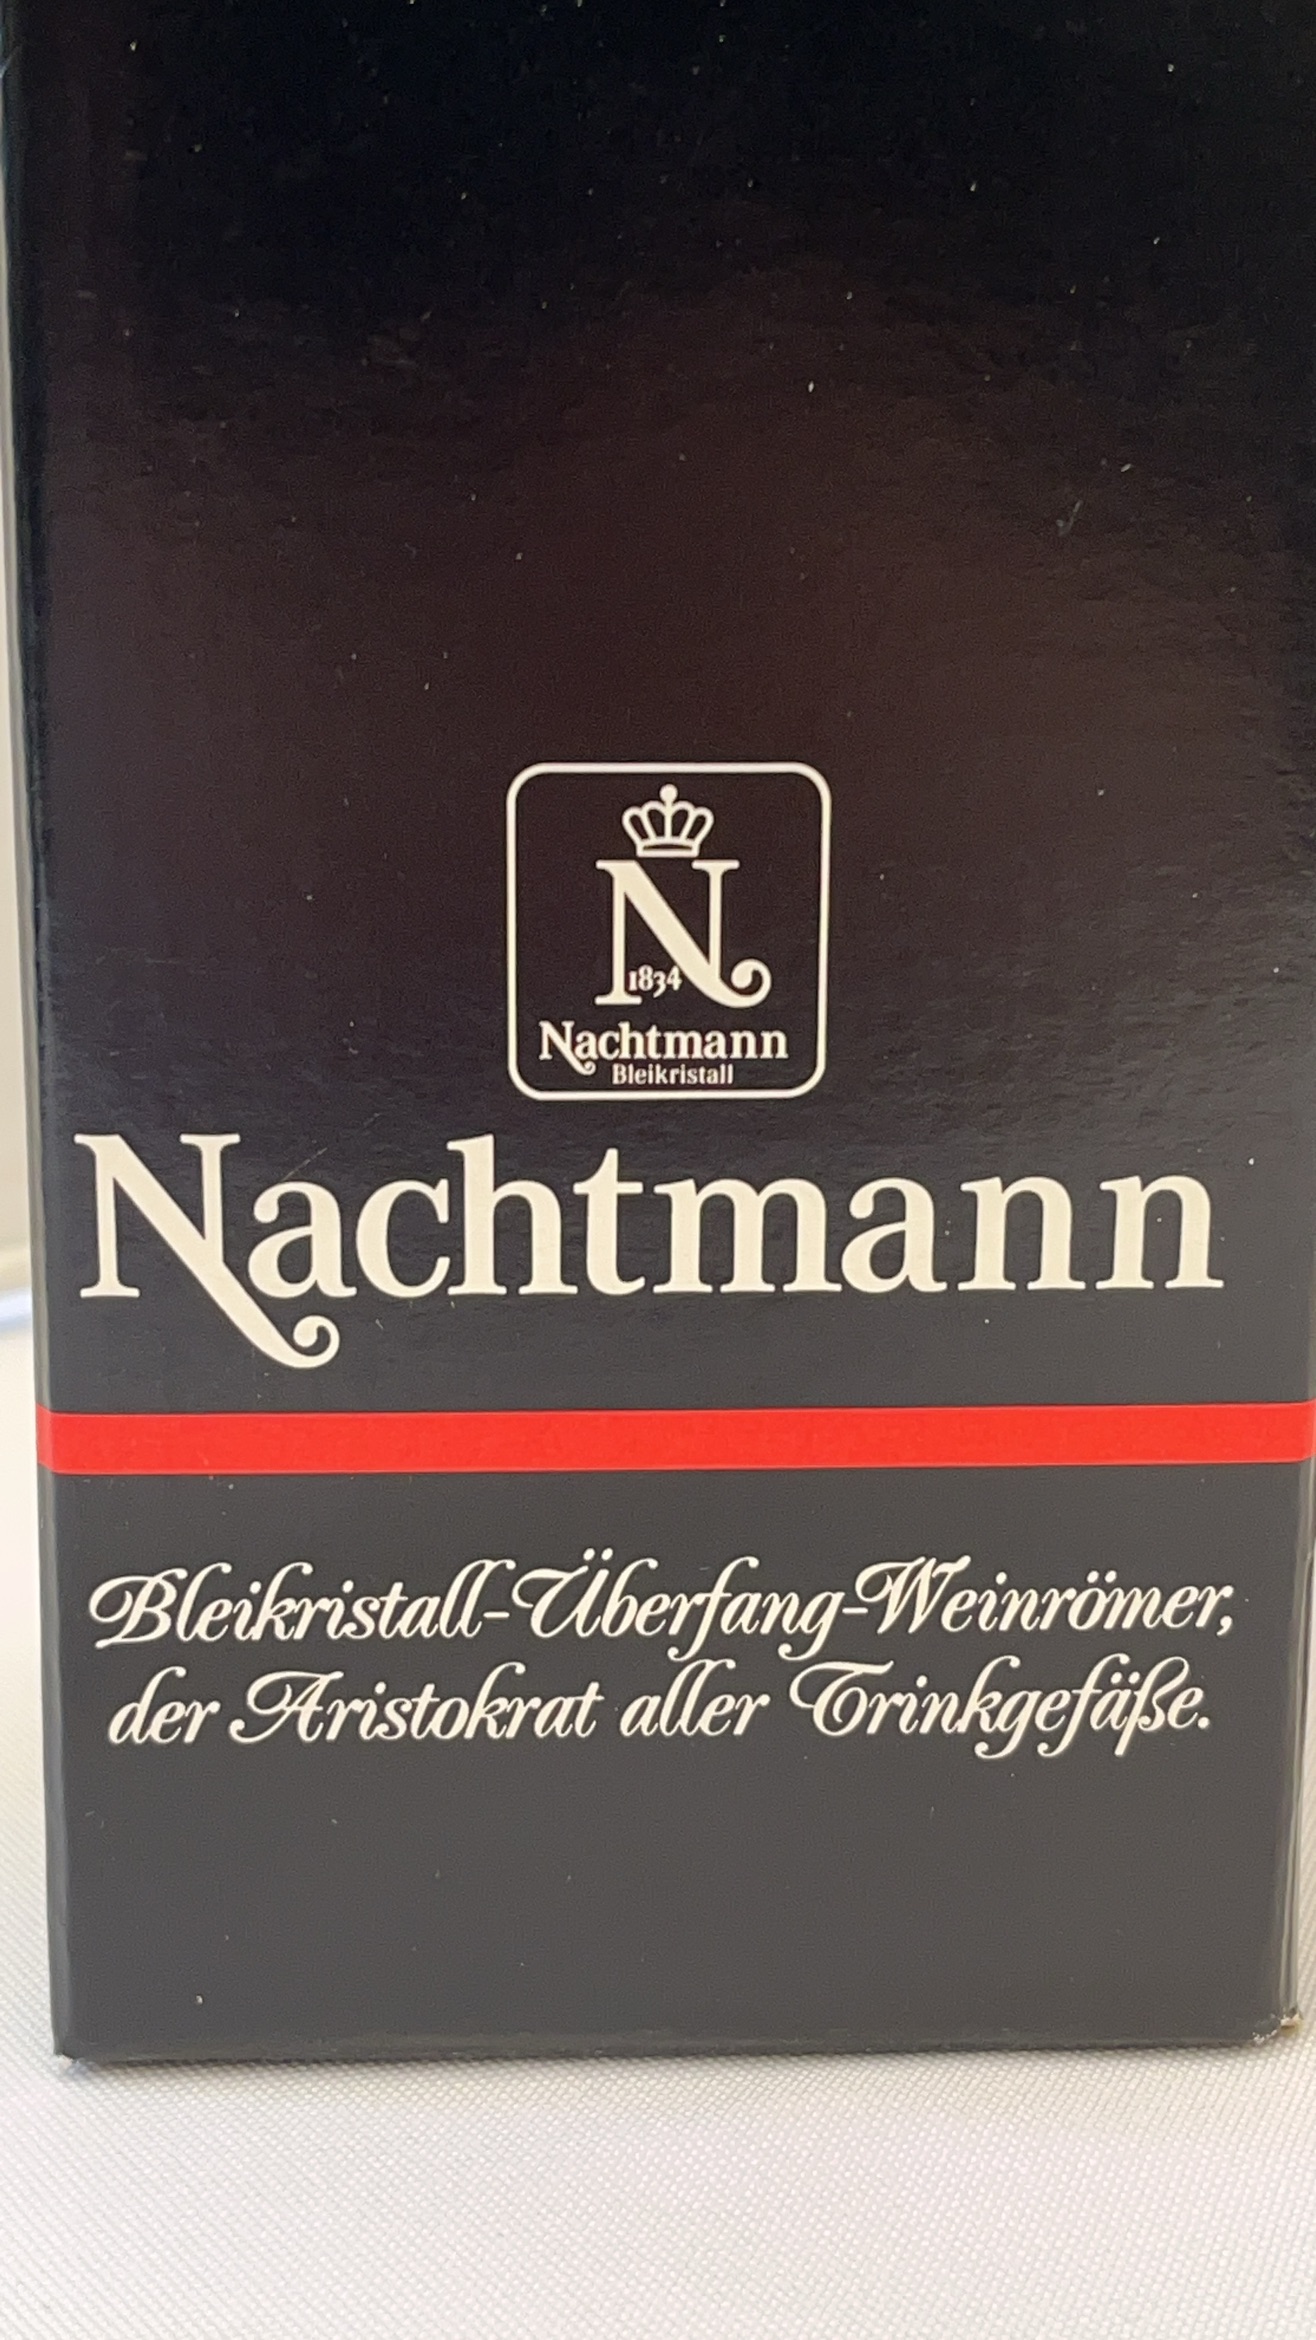 N
1834
Nachtmann
Bleikristall
Nachtmann
Bleikristall-Überfang-Weinrömer,
der Aristokrat aller Trinkgefäße.